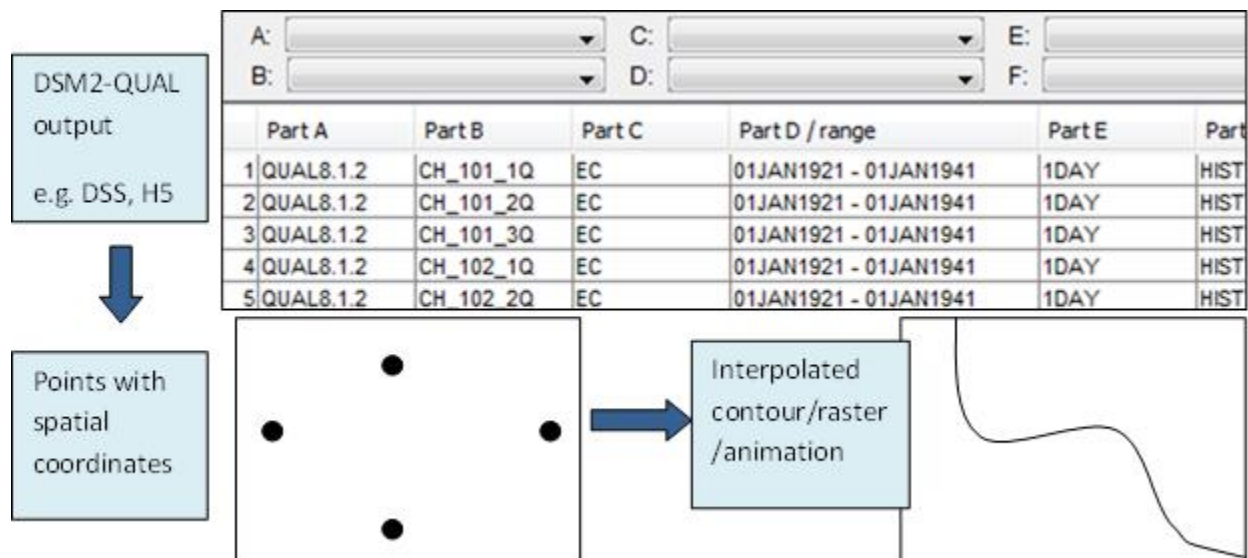 A: C: E:
B: D: F:
DSM2-QUAL
output
e.g. DSS, H5
Part A Part B Part C Part D / range Part E Part
1 QUAL8.1.2 CH_101_1Q EC 01JAN1921 - 01JAN1941 1DAY HIST
2 QUAL8.1.2 CH_101_2Q EC 01JAN1921 - 01JAN1941 1DAY HIST
3 QUAL8.1.2 CH_101_3Q EC 01JAN1921 - 01JAN1941 1DAY HIST
4 QUAL8.1.2 CH_102_1Q EC 01JAN1921 - 01JAN1941 1DAY HIST
5 QUAL8.1.2 CH_102_2Q EC 01JAN1921 - 01JAN1941 1DAY HIST
Points with
spatial
coordinates
Interpolated
contour/raster
/animation